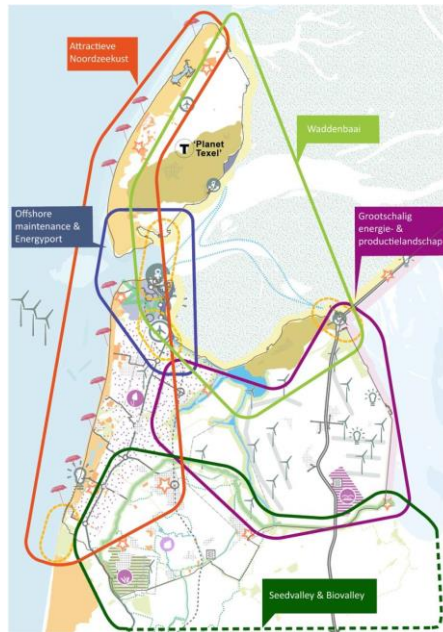 Attractieve
Noordzeekust
Waddenbaai
T 'Planet
Texel'
Offshore
maintenance &
Energyport
Grootschalig
energie- &
productielandschap
Seedvalley & Biovalley